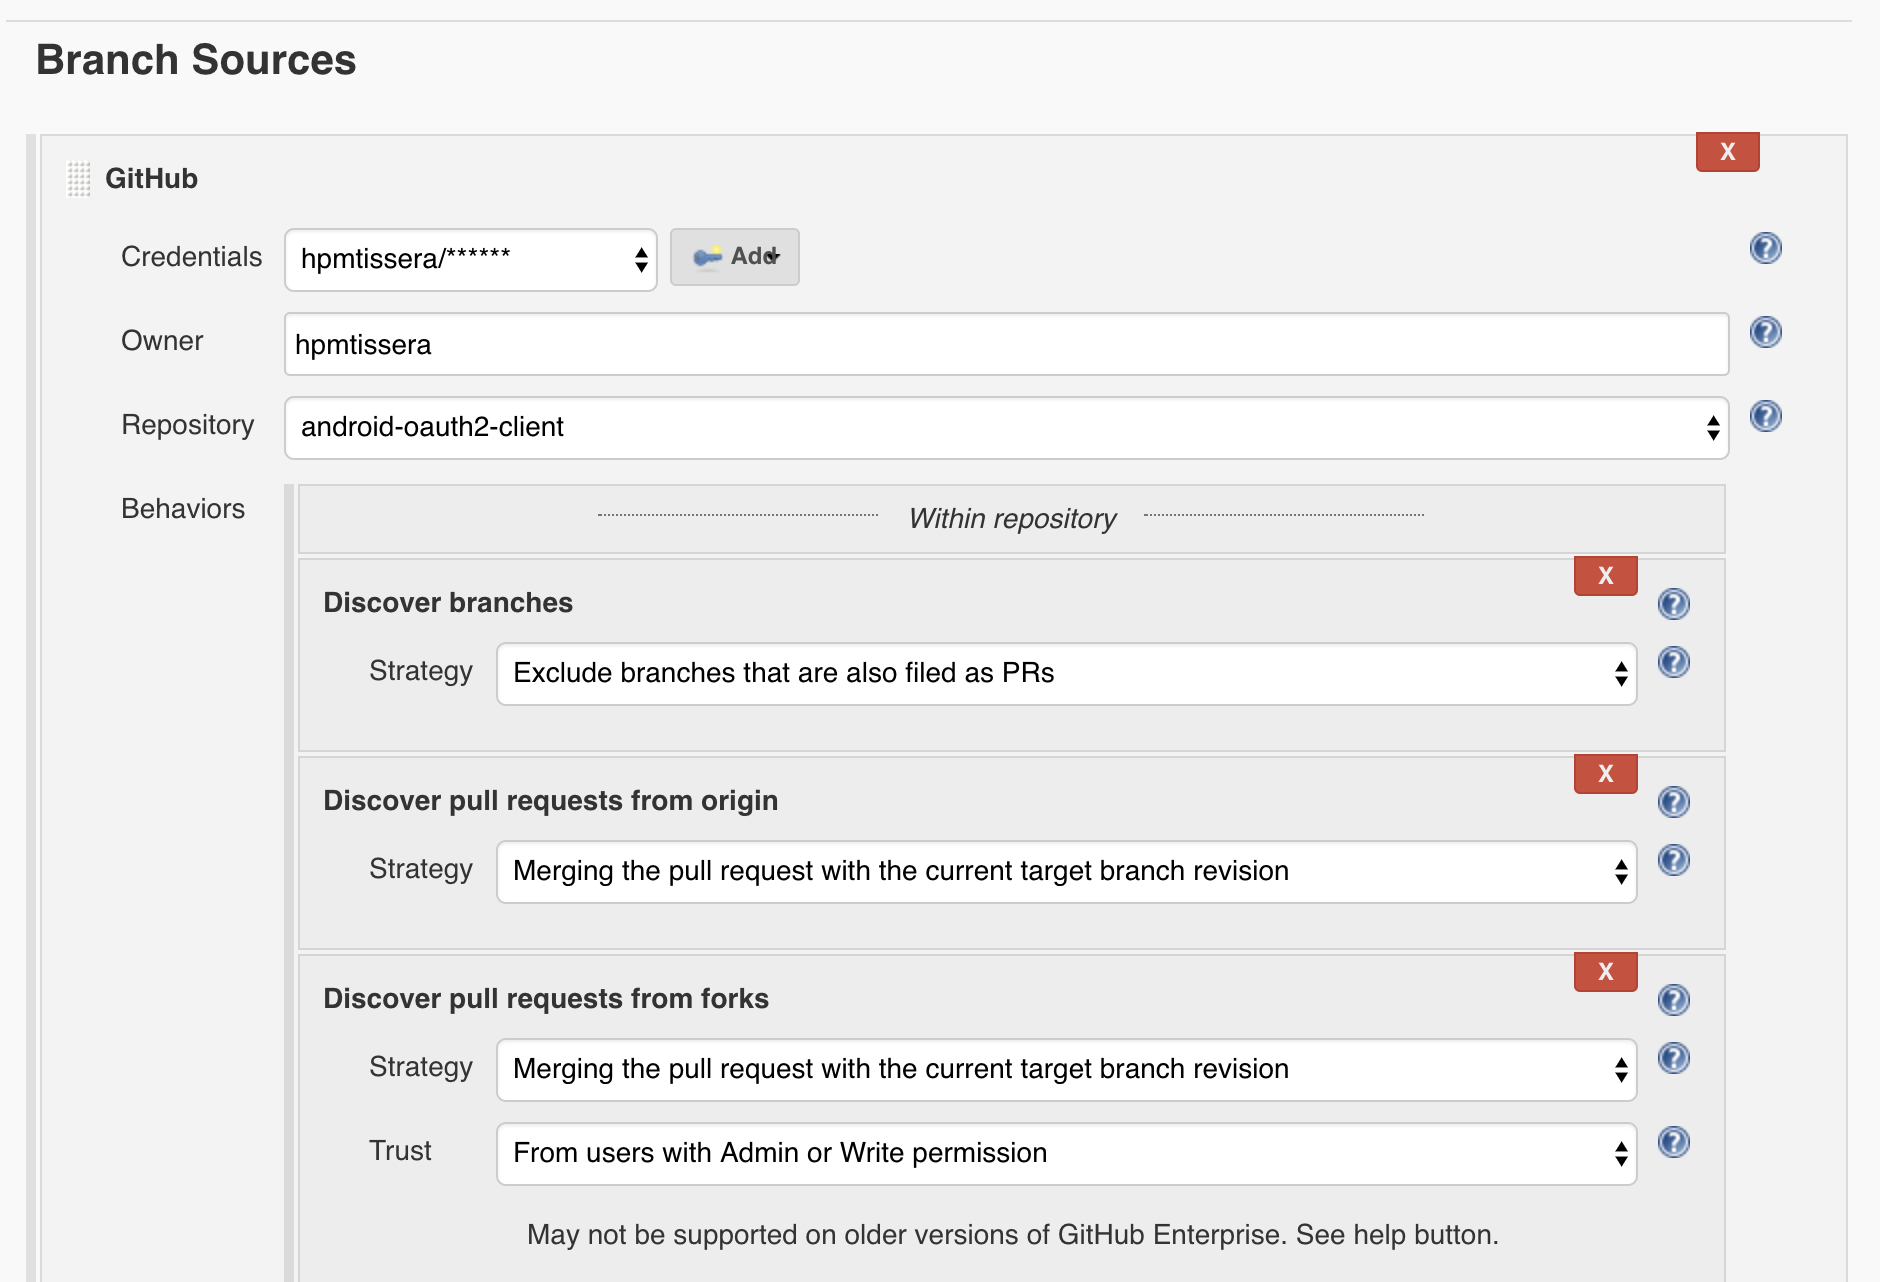 Branch Sources
X
GitHub
Credentials hpmtissera/****** Add
Owner hpmtissera
Repository android-oauth2-client
Behaviors Within repository
X
Discover branches
Strategy Exclude branches that are also filed as PRs
X
Discover pull requests from origin
Strategy Merging the pull request with the current target branch revision
X
Discover pull requests from forks
Strategy Merging the pull request with the current target branch revision
Trust From users with Admin or Write permission
May not be supported on older versions of GitHub Enterprise. See help button.